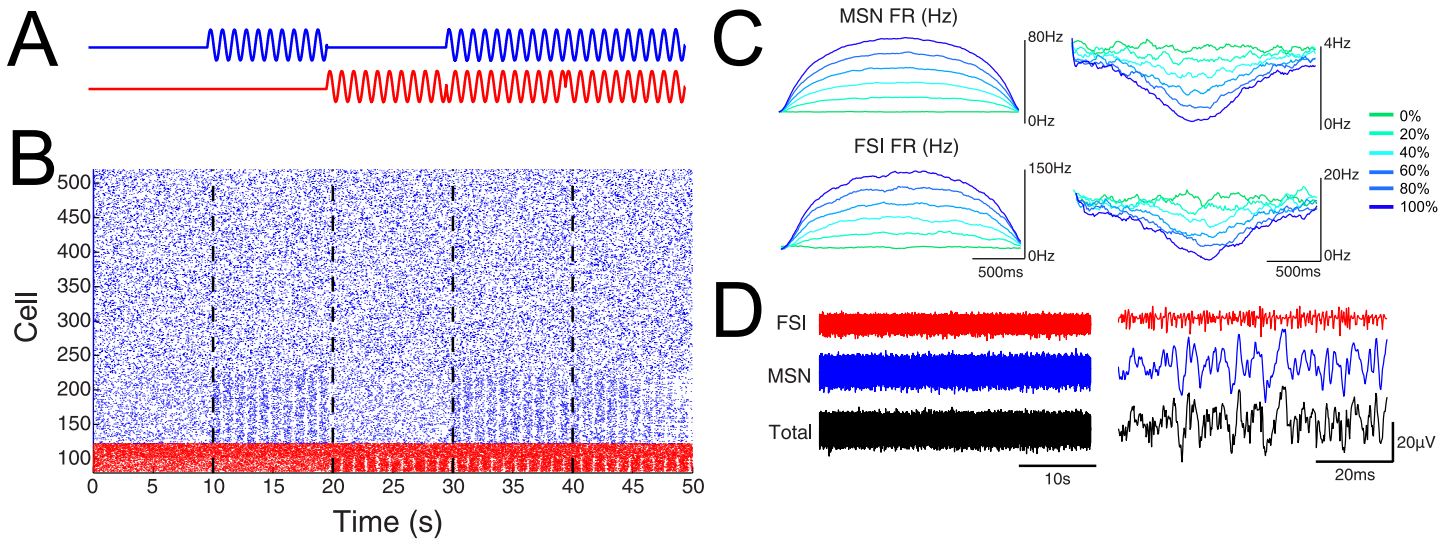 A
B
500
450
400
350
300
250
200
150
100
Cell
0 5 10 15 20 25 30 35 40 45 50
Time (s)
C
MSN FR (Hz)
80Hz
0Hz
4Hz
0Hz
FSI FR (Hz)
150Hz
0Hz
500ms
20Hz
0Hz
500ms
0%
20%
40%
60%
80%
100%
D
FSI
MSN
Total
10s
20µV
20ms